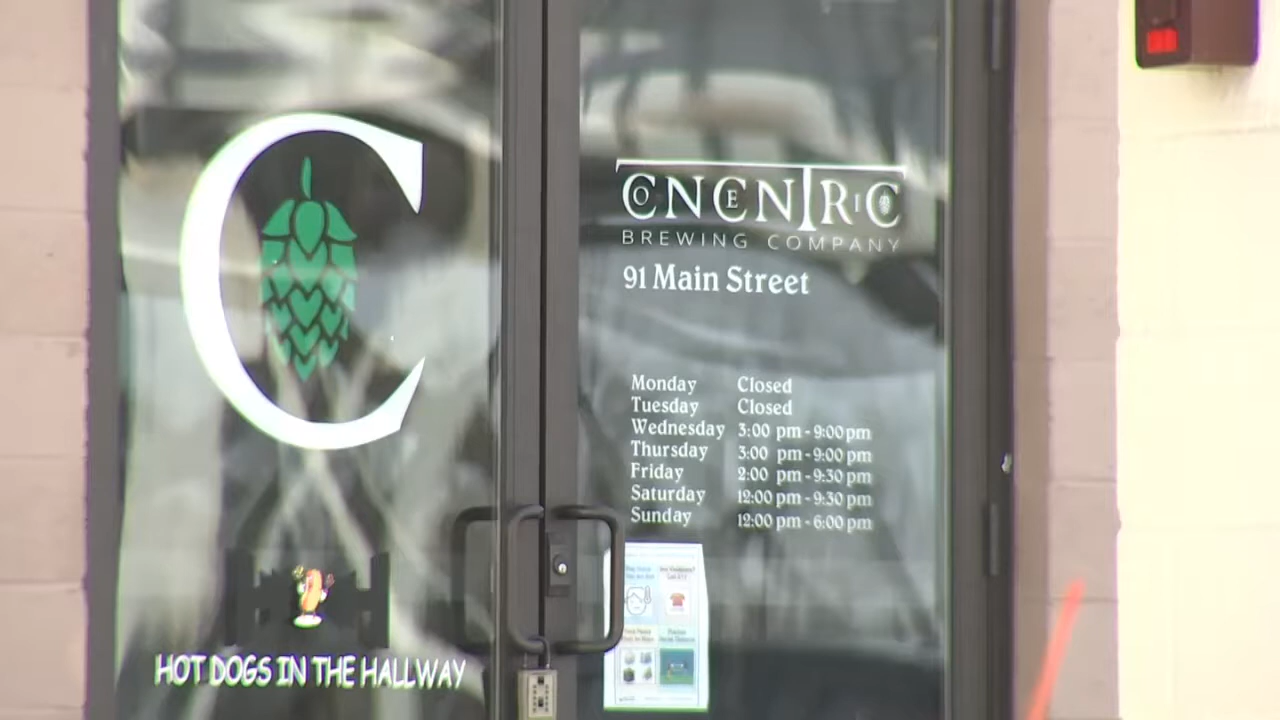 C
CONCENTRIC
BREWING COMPANY
91 Main Street
Monday Closed
Tuesday Closed
Wednesday 3:00 pm - 9:00 pm
Thursday 3:00 pm - 9:00 pm
Friday 2:00 pm - 9:30 pm
Saturday 12:00 pm - 9:30 pm
Sunday 12:00 pm - 6:00 pm
HOT DOGS IN THE HALLWAY